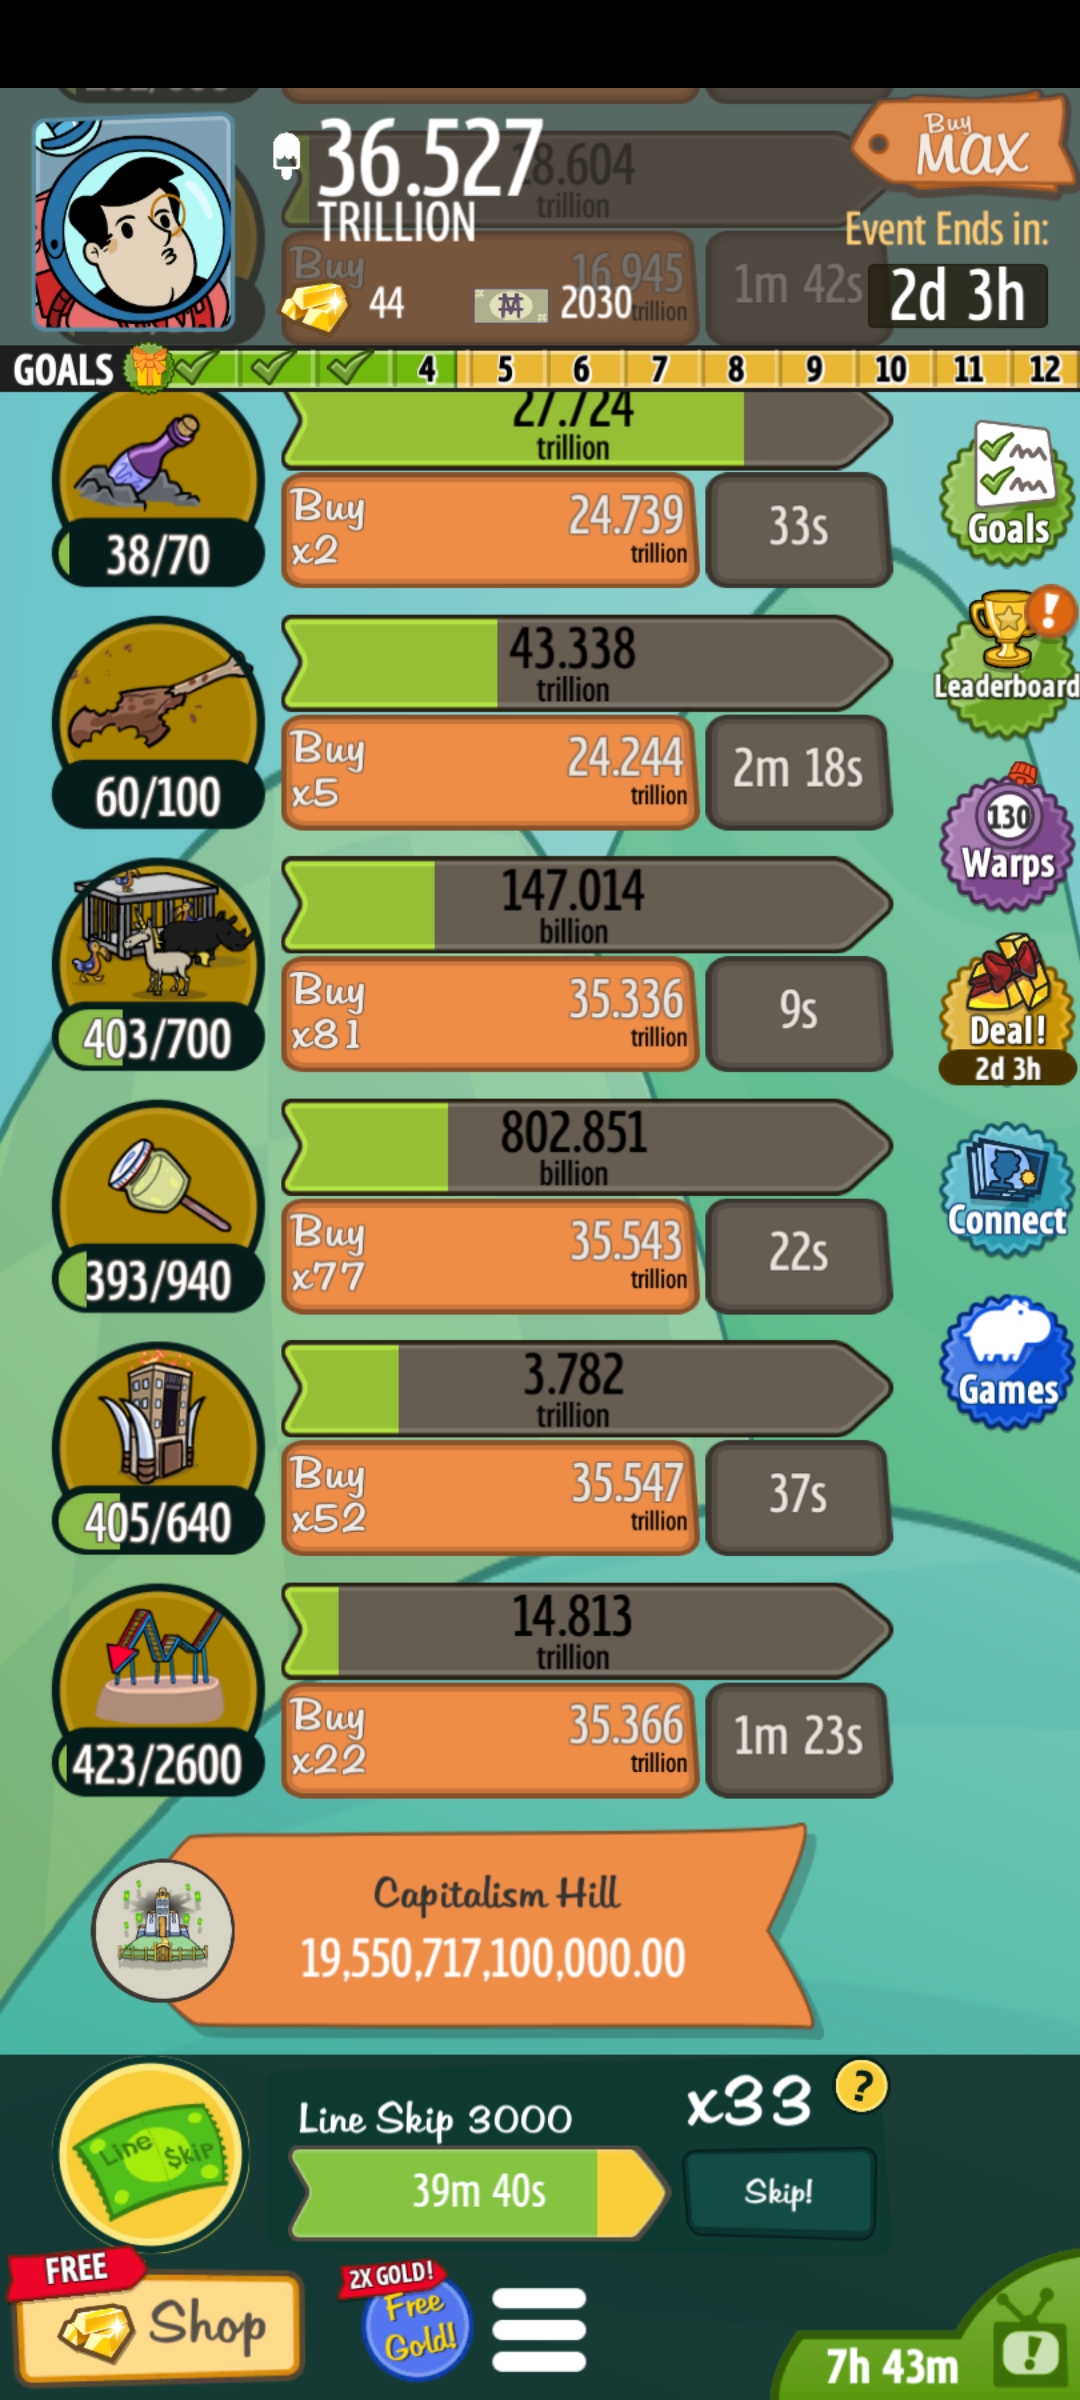 36.527
TRILLION
8.604
trillion
Buy
MAX
Event Ends in:
2d 3h
Buy
16.945
trillion
1m 42s
44
2030
GOALS 4 5 6 7 8 9 10 11 12
27.724
trillion
Buy
x2
24.739
trillion
33s
38/70
Goals
43.338
trillion
Buy
x5
24.244
trillion
2m 18s
60/100
Leaderboard
147.014
billion
Buy
x81
35.336
trillion
9s
403/700
130
Warps
Deal!
2d 3h
802.851
billion
Buy
x77
35.543
trillion
22s
393/940
Connect
3.782
trillion
Buy
x52
35.547
trillion
37s
405/640
Games
14.813
trillion
Buy
x22
35.366
trillion
1m 23s
423/2600
Capitalism Hill
19,550,717,100,000.00
Line $kip
Line Skip 3000
39m 40s
x33
?
Skip!
FREE
Shop
2X GOLD!
Free
Gold!
7h 43m